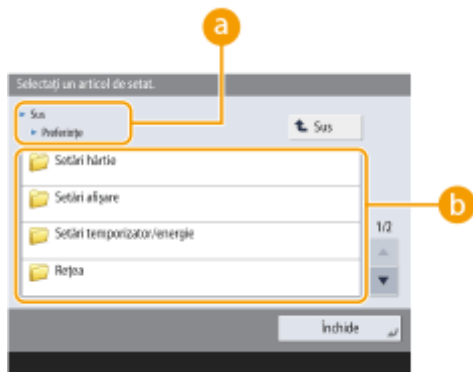 a
Selectați un articol de setat.
Sus
Preferințe
Sus
Setări hârtie
Setări afișare
Setări temporizator/energie
Rețea
b
1/2
Închide